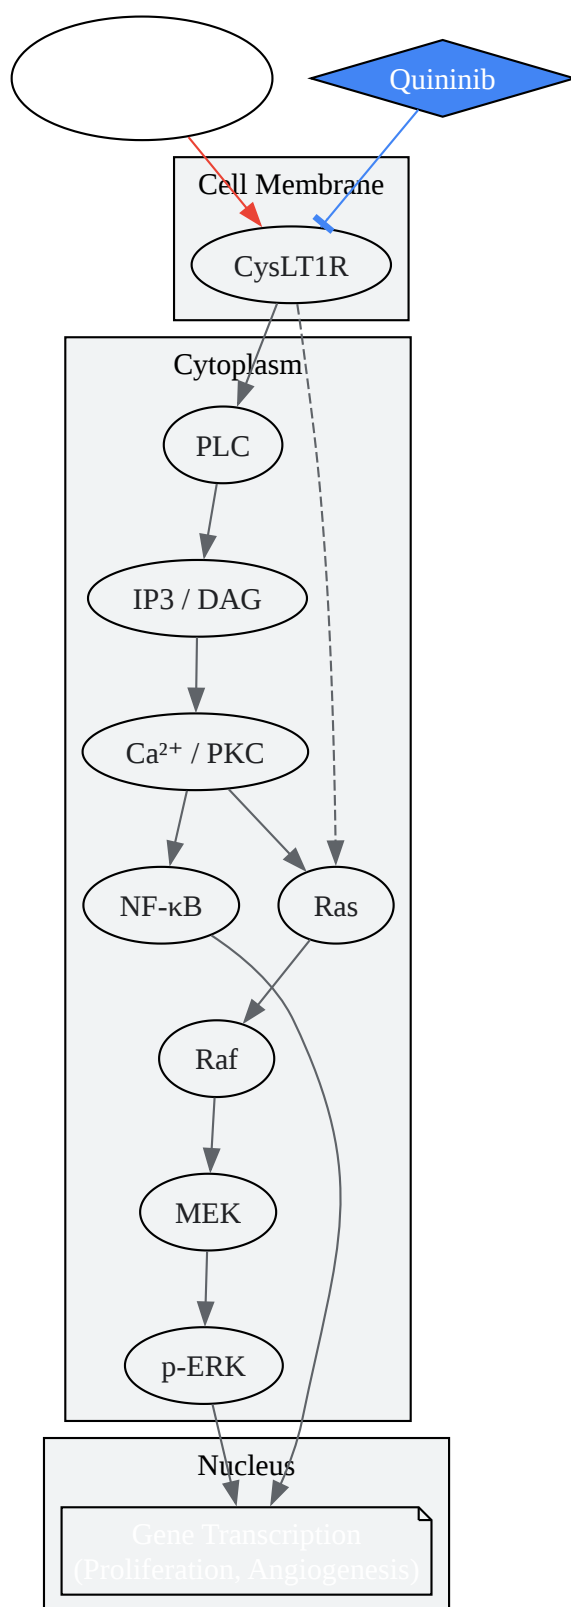 Quininib
Cell Membrane
CysLT1R
Cytoplasm
PLC
IP3 / DAG
Ca²⁺ / PKC
NF-κB
Ras
Raf
MEK
p-ERK
Nucleus
Gene Transcription
(Proliferation, Angiogenesis)